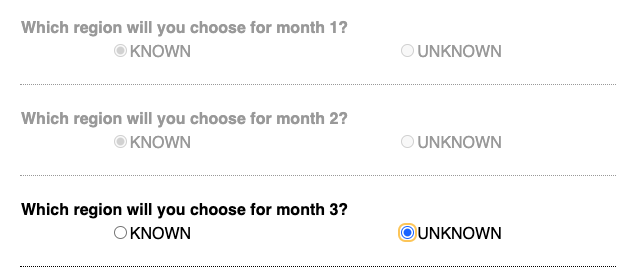 Which region will you choose for month 1?
KNOWN UNKNOWN
Which region will you choose for month 2?
KNOWN UNKNOWN
Which region will you choose for month 3?
KNOWN UNKNOWN